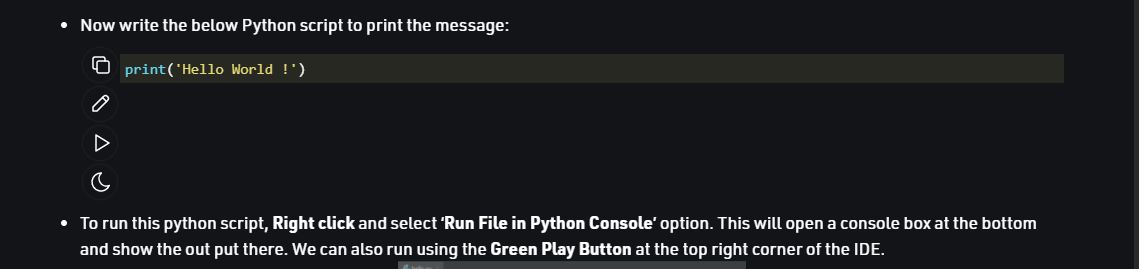 Now write the below Python script to print the message:
print('Hello World !')
To run this python script, Right click and select ‘Run File in Python Console’ option. This will open a console box at the bottom
and show the out put there. We can also run using the Green Play Button at the top right corner of the IDE.